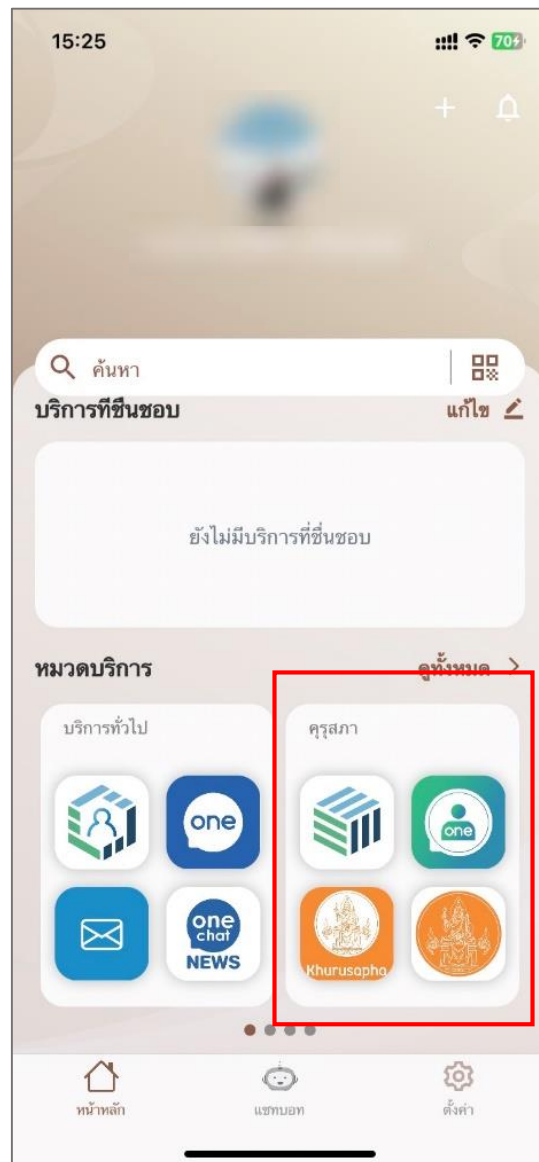 15:25
70
ค้นหา
บริการที่ชื่นชอบ
แก้ไข
ยังไม่มีบริการที่ชื่นชอบ
หมวดบริการ
ดูทั้งหมด >
บริการทั่วไป
คุรุสภา
one
one
one
chat
NEWS
Khurusapha
หน้าหลัก
แชทบอท
ตั้งค่า